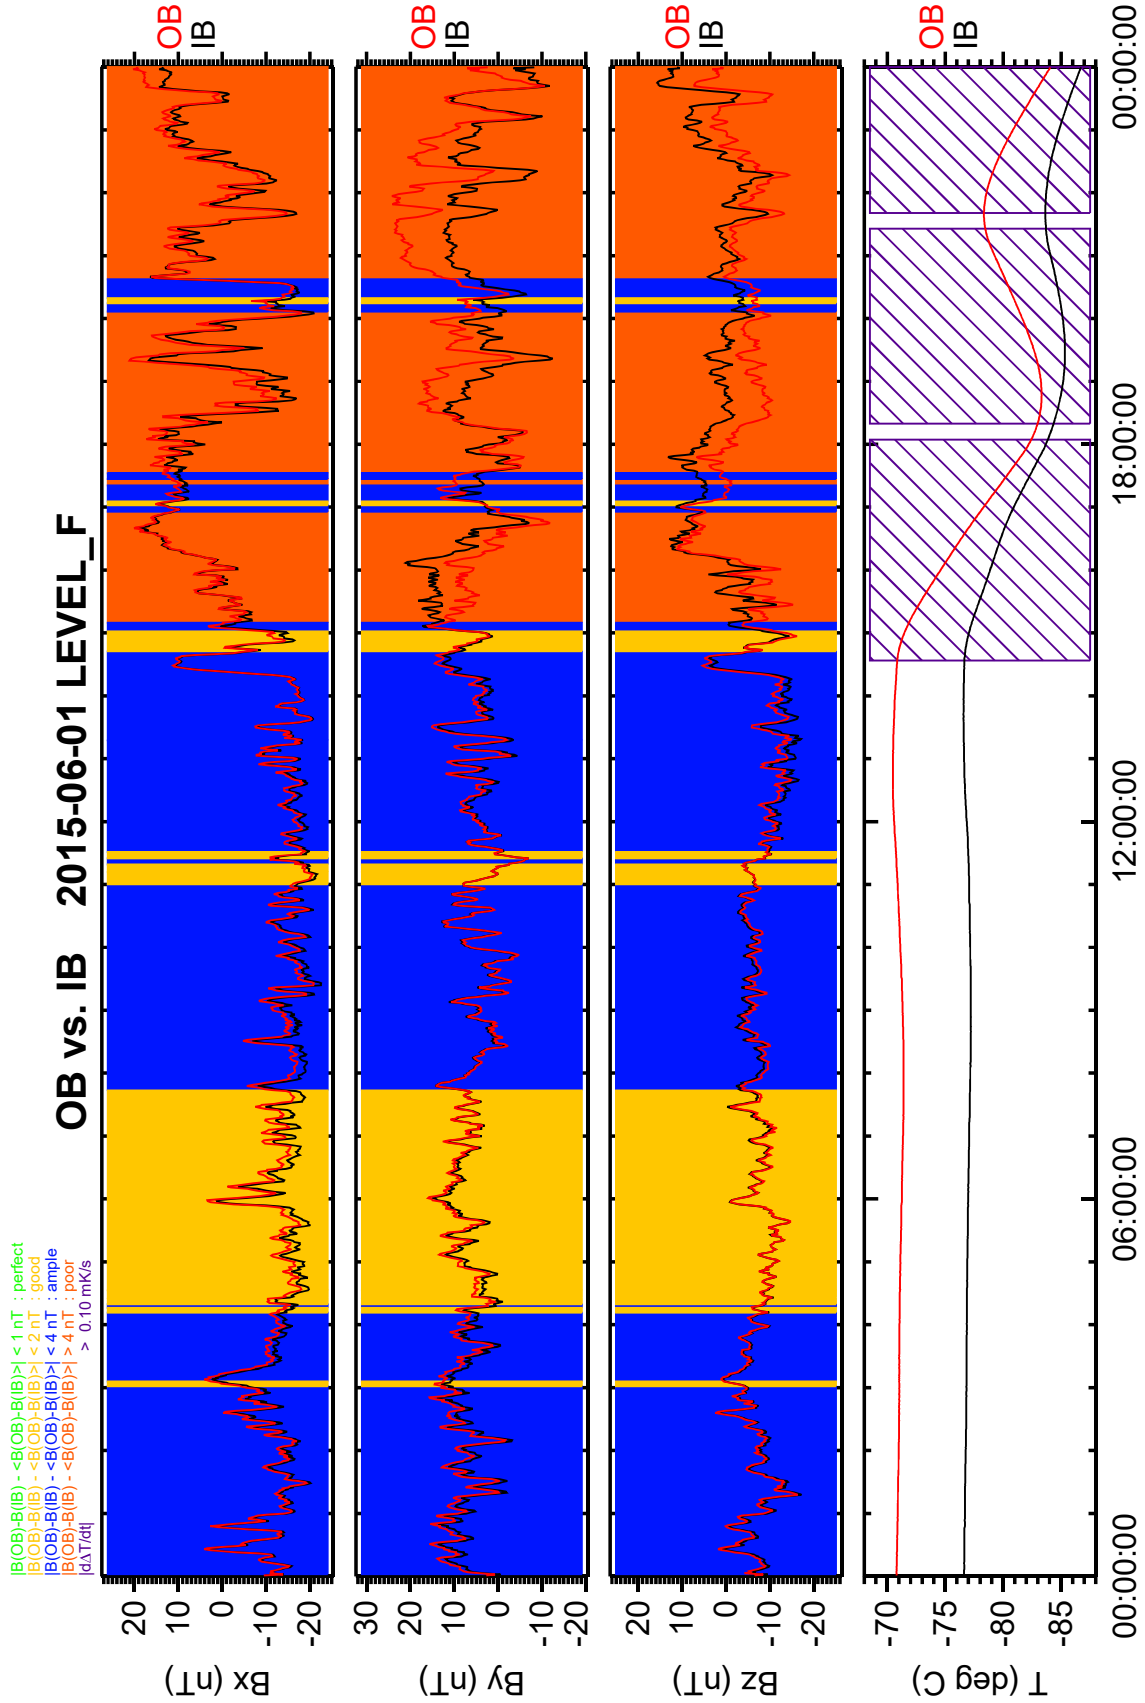 |B(OB)-B(IB) - <B(OB)-B(IB)>| < 1 nT : perfect
|B(OB)-B(IB) - <B(OB)-B(IB)>| < 2 nT : good
|B(OB)-B(IB) - <B(OB)-B(IB)>| < 4 nT : ample
|B(OB)-B(IB) - <B(OB)-B(IB)>| > 4 nT : poor
|dΔT/dt| > 0.10 mK/s
OB vs. IB 2015-06-01 LEVEL_F
Bx (nT)
20
10
0
-10
-20
OB
IB
By (nT)
30
20
10
0
-10
-20
OB
IB
Bz (nT)
10
0
-10
-20
OB
IB
T (deg C)
-70
-75
-80
-85
OB
IB
00:00:00 06:00:00 12:00:00 18:00:00 00:00:00